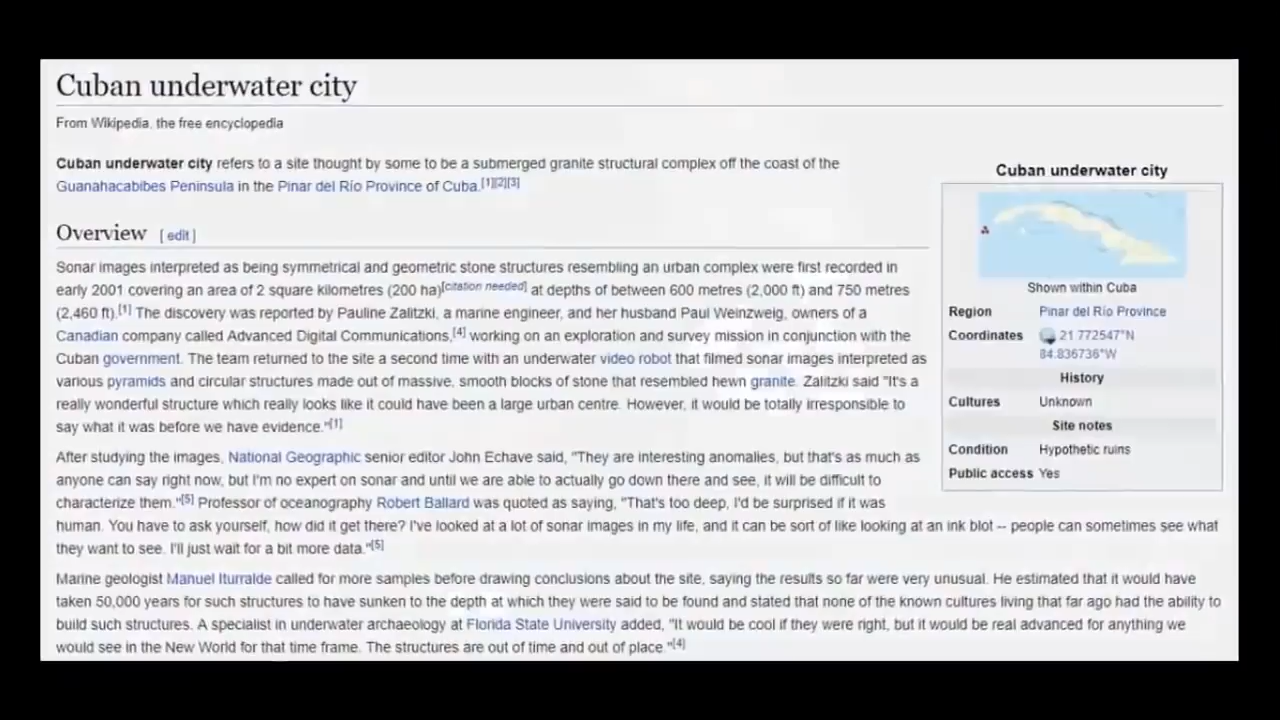 Cuban underwater city
From Wikipedia, the free encyclopedia
Cuban underwater city refers to a site thought by some to be a submerged granite structural complex off the coast of the
Guanahacabibes Peninsula in the Pinar del Río Province of Cuba.[1][2][3]
Overview [ edit ]
Sonar images interpreted as being symmetrical and geometric stone structures resembling an urban complex were first recorded in
early 2001 covering an area of 2 square kilometres (200 ha)[citation needed] at depths of between 600 metres (2,000 ft) and 750 metres
(2,460 ft).[1] The discovery was reported by Pauline Zalitzki, a marine engineer, and her husband Paul Weinzweig, owners of a
Canadian company called Advanced Digital Communications,[4] working on an exploration and survey mission in conjunction with the
Cuban government. The team returned to the site a second time with an underwater video robot that filmed sonar images interpreted as
various pyramids and circular structures made out of massive, smooth blocks of stone that resembled hewn granite. Zalitzki said "It's a
really wonderful structure which really looks like it could have been a large urban centre. However, it would be totally irresponsible to
say what it was before we have evidence."[1]
After studying the images, National Geographic senior editor John Echave said, "They are interesting anomalies, but that's as much as
anyone can say right now, but I'm no expert on sonar and until we are able to actually go down there and see, it will be difficult to
characterize them."[5] Professor of oceanography Robert Ballard was quoted as saying, "That's too deep. I'd be surprised if it was
human. You have to ask yourself, how did it get there? I've looked at a lot of sonar images in my life, and it can be sort of like looking at an ink blot -- people can sometimes see what
they want to see. I'll just wait for a bit more data."[5]
Marine geologist Manuel Iturralde called for more samples before drawing conclusions about the site, saying the results so far were very unusual. He estimated that it would have
taken 50,000 years for such structures to have sunken to the depth at which they were said to be found and stated that none of the known cultures living that far ago had the ability to
build such structures. A specialist in underwater archaeology at Florida State University added, "It would be cool if they were right, but it would be real advanced for anything we
would see in the New World for that time frame. The structures are out of time and out of place."[4]
Cuban underwater city
Shown within Cuba
Region Pinar del Río Province
Coordinates 21.772547°N
84.836736°W
History
Cultures Unknown
Site notes
Condition Hypothetic ruins
Public access Yes